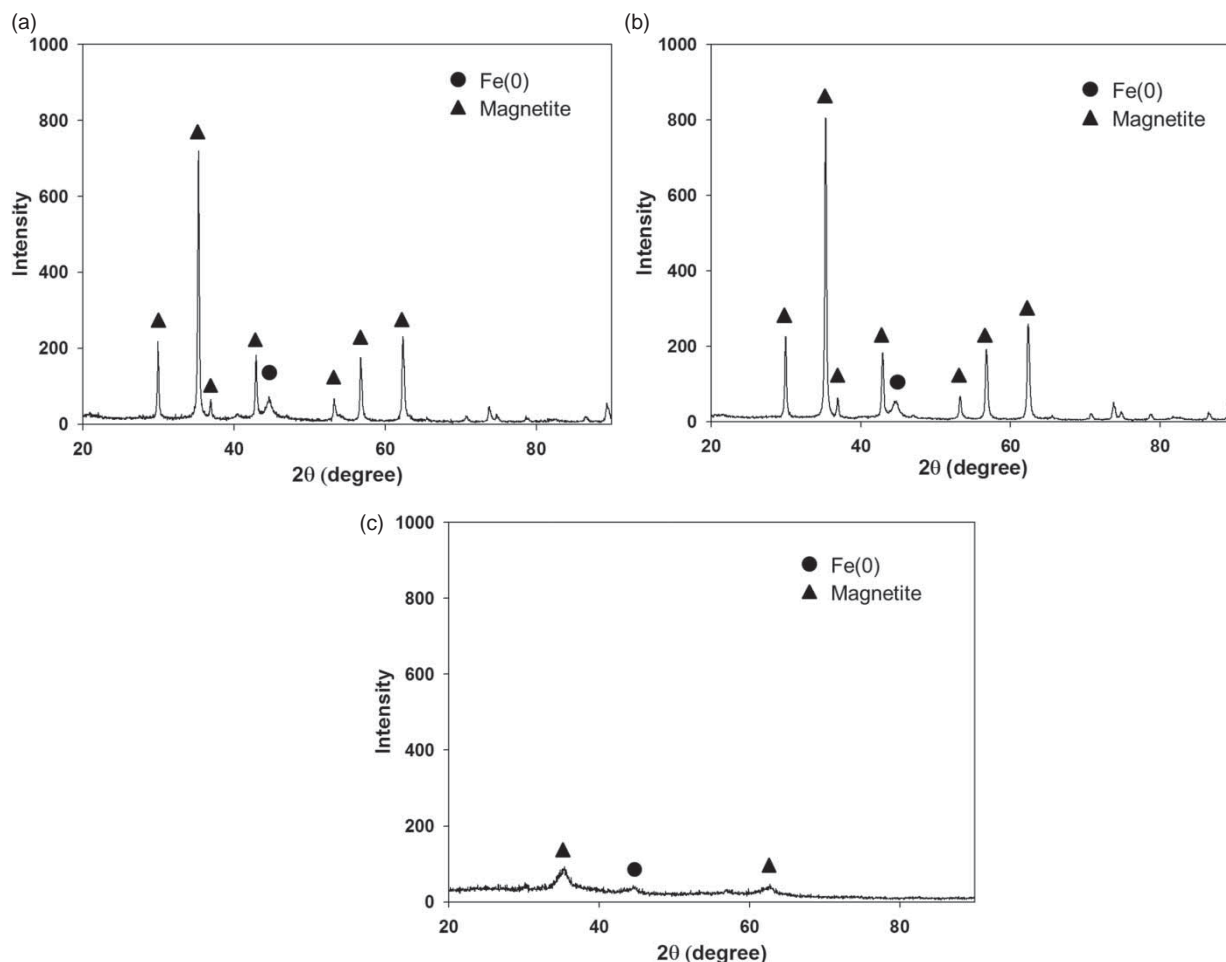 (a)
1000
800
600
400
200
0
Intensity
● Fe(0)
▲ Magnetite
20 40 60 80
2θ (degree)
(b)
1000
800
600
400
200
0
Intensity
● Fe(0)
▲ Magnetite
20 40 60 80
2θ (degree)
(c)
1000
800
600
400
200
0
Intensity
● Fe(0)
▲ Magnetite
20 40 60 80
2θ (degree)